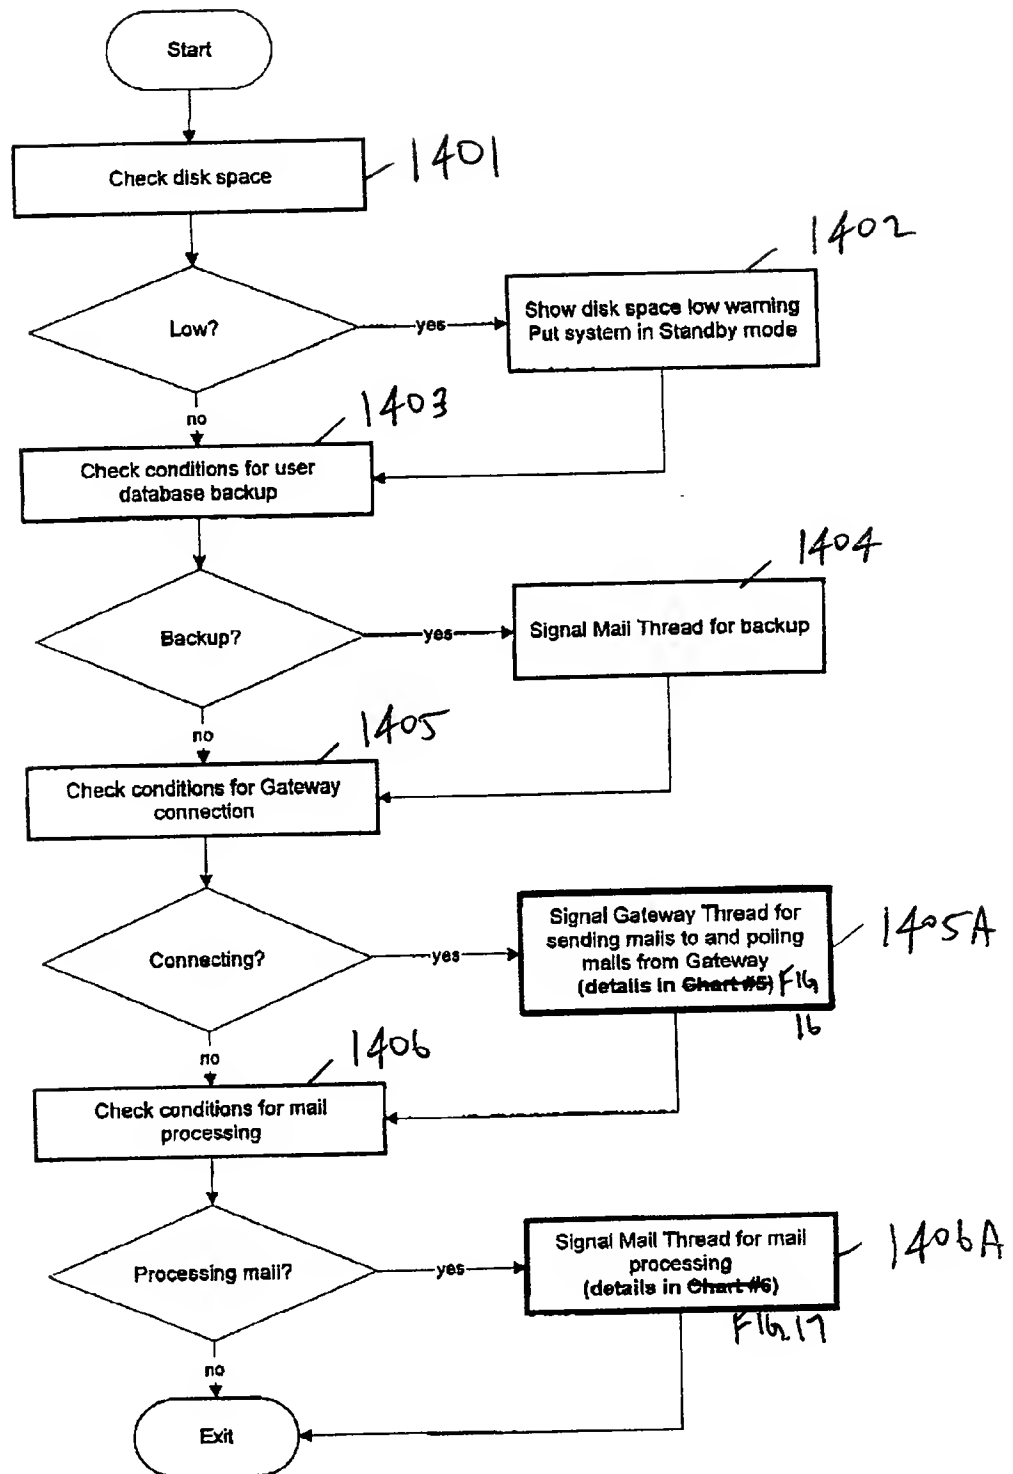 Start
Check disk space
1401
1402
Low?
yes
Show disk space low warning
Put system in Standby mode
no
1403
Check conditions for user
database backup
1404
Backup?
yes
Signal Mail Thread for backup
no
1405
Check conditions for Gateway
connection
Connecting?
yes
Signal Gateway Thread for
sending mails to and polling
mails from Gateway
(details in Chart #5) FIG
16
1405A
no
1406
Check conditions for mail
processing
Processing mail?
yes
Signal Mail Thread for mail
processing
(details in Chart #6)
FIG. 17
1406A
no
Exit